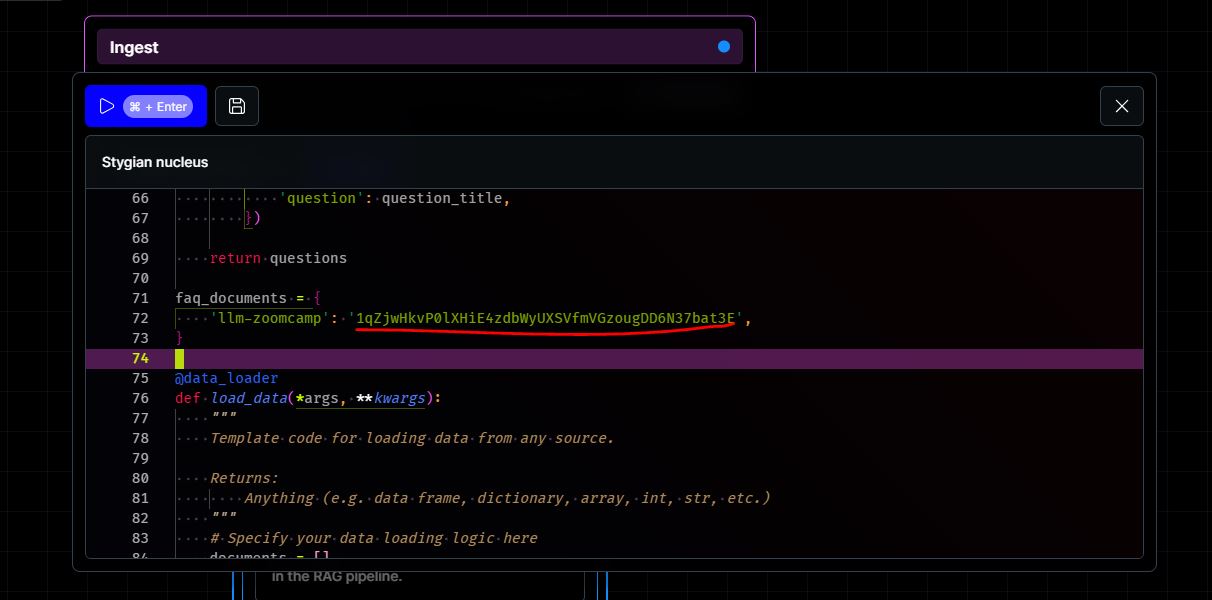 Ingest
⌘ + Enter
Stygian nucleus
66 'question': question_title,
67 })
68
69 return questions
70
71 faq_documents = {
72 'llm-zoomcamp': '1qZjwHkvP0lXHiE4zdbWyUXSVfmVGzougDD6N37bat3E',
73 }
74
75 @data_loader
76 def load_data(*args, **kwargs):
77 """
78 Template code for loading data from any source.
79
80 Returns:
81 Anything (e.g. data frame, dictionary, array, int, str, etc.)
82 """
83 # Specify your data loading logic here
84 documents = []
in the RAG pipeline.